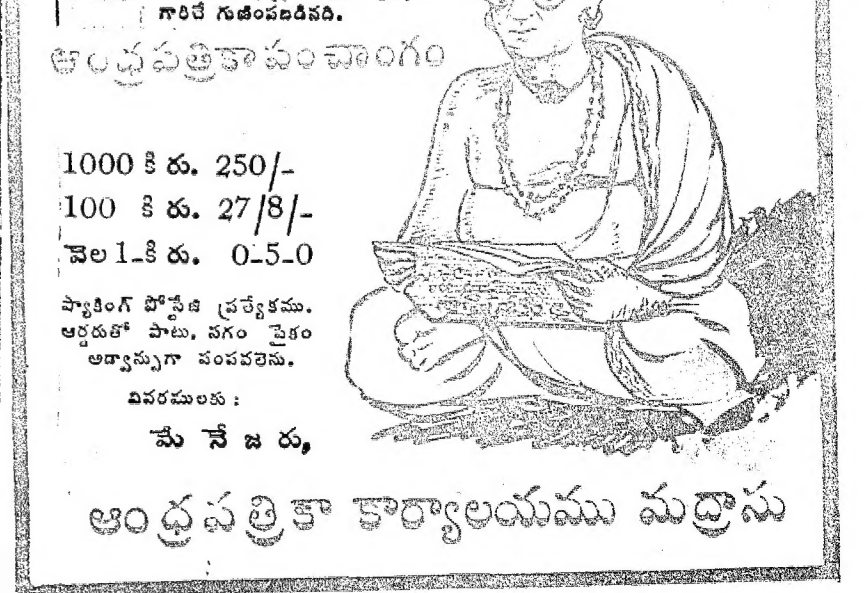 గారిచే గుణింపబడినది.
ఆంధ్రపత్రికా పంచాంగం
1000 కి రు. 250/-
100 కి రు. 27/8/-
వెల 1-కి రు. 0-5-0
ప్యాకింగ్ పోస్టేజి ప్రత్యేకము.
ఆర్డరుతో పాటు, సగం పైకం
అడ్వాన్సుగా పంపవలెను.
వివరములకు :
మే నే జ రు,
ఆంధ్రపత్రికా కార్యాలయము మద్రాసు